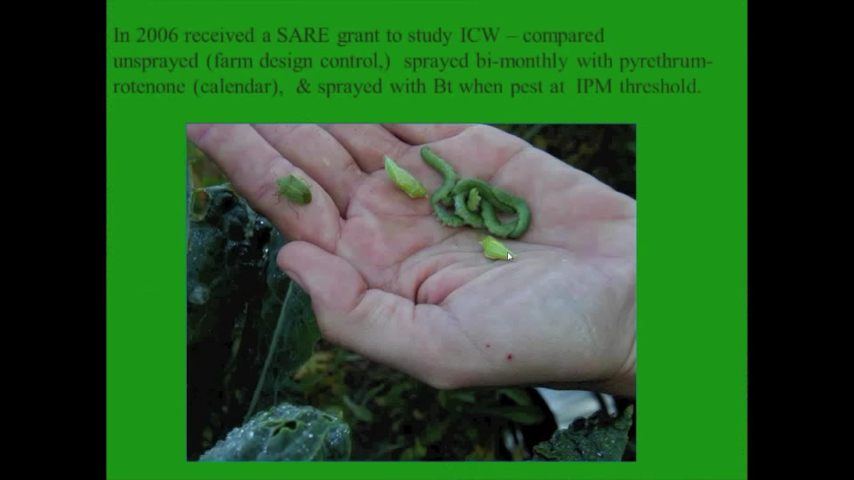 In 2006 received a SARE grant to study ICW – compared
unsprayed (farm design control,) sprayed bi-monthly with pyrethrum-
rotenone (calendar), & sprayed with Bt when pest at IPM threshold.